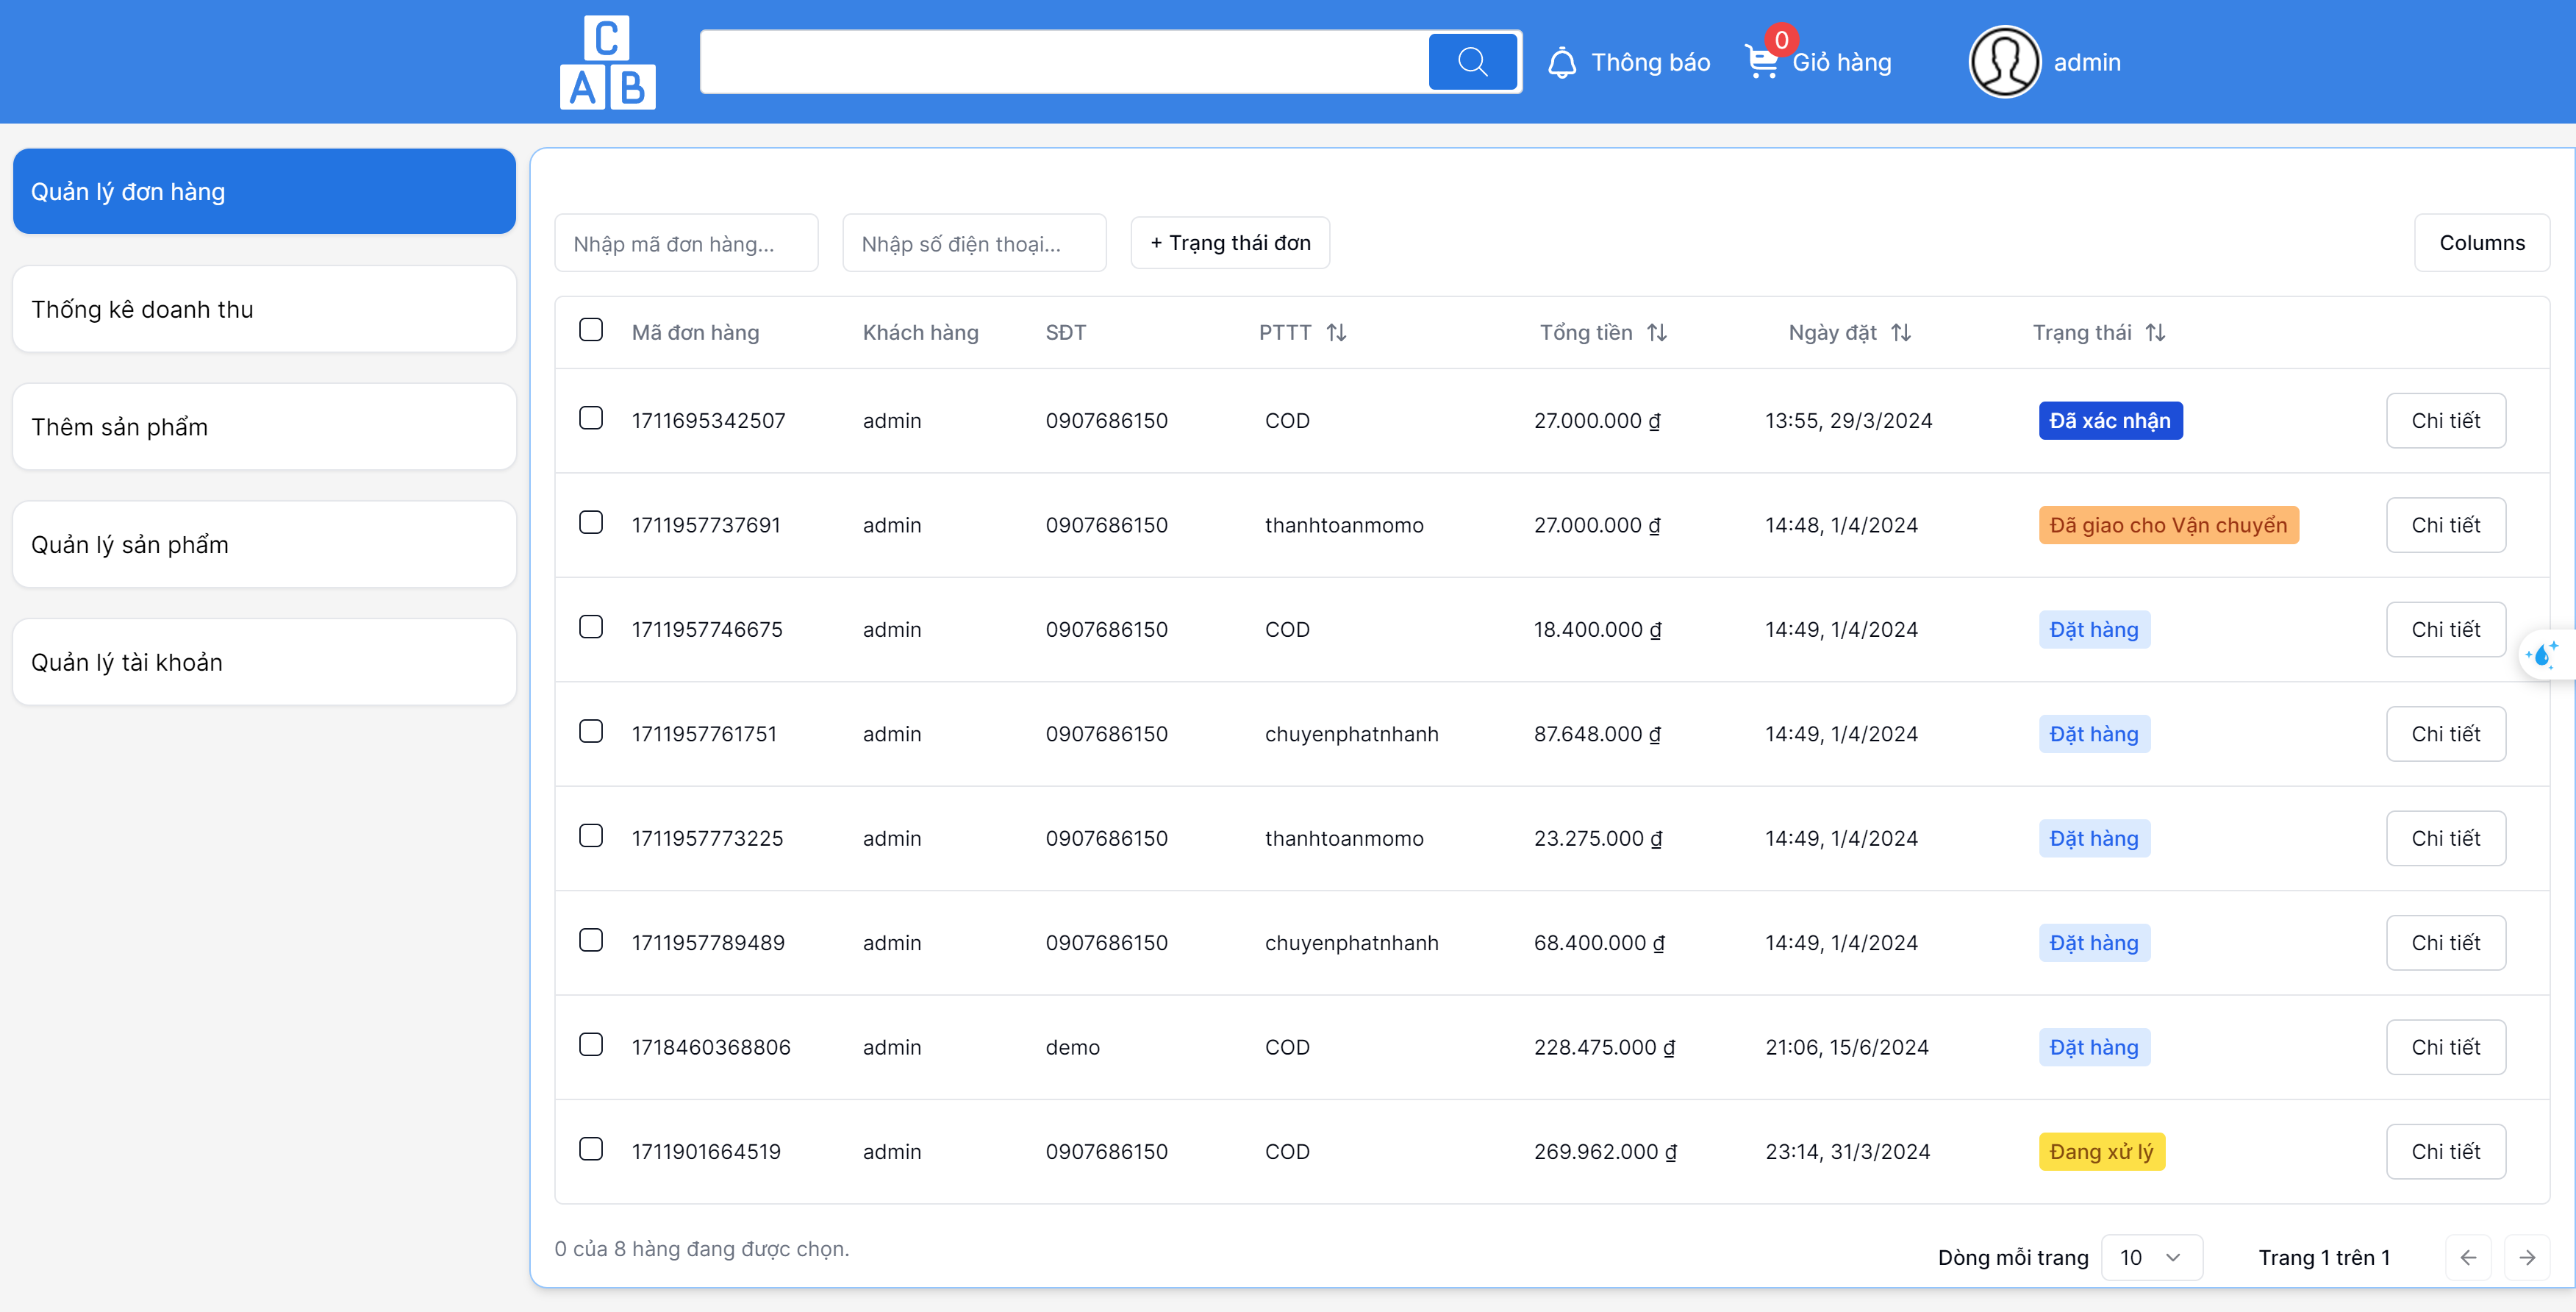 C
A B
Thông báo
0
Giỏ hàng
admin
Quản lý đơn hàng
Thống kê doanh thu
Thêm sản phẩm
Quản lý sản phẩm
Quản lý tài khoản
Nhập mã đơn hàng... Nhập số điện thoại... + Trạng thái đơn Columns
Mã đơn hàng Khách hàng SĐT PTTT Tổng tiền Ngày đặt Trạng thái
1711695342507 admin 0907686150 COD 27.000.000 ₫ 13:55, 29/3/2024 Đã xác nhận Chi tiết
1711957737691 admin 0907686150 thanhtoanmomo 27.000.000 ₫ 14:48, 1/4/2024 Đã giao cho Vận chuyển Chi tiết
1711957746675 admin 0907686150 COD 18.400.000 ₫ 14:49, 1/4/2024 Đặt hàng Chi tiết
1711957761751 admin 0907686150 chuyenphatnhanh 87.648.000 ₫ 14:49, 1/4/2024 Đặt hàng Chi tiết
1711957773225 admin 0907686150 thanhtoanmomo 23.275.000 ₫ 14:49, 1/4/2024 Đặt hàng Chi tiết
1711957789489 admin 0907686150 chuyenphatnhanh 68.400.000 ₫ 14:49, 1/4/2024 Đặt hàng Chi tiết
1718460368806 admin demo COD 228.475.000 ₫ 21:06, 15/6/2024 Đặt hàng Chi tiết
1711901664519 admin 0907686150 COD 269.962.000 ₫ 23:14, 31/3/2024 Đang xử lý Chi tiết
0 của 8 hàng đang được chọn.
Dòng mỗi trang 10 Trang 1 trên 1